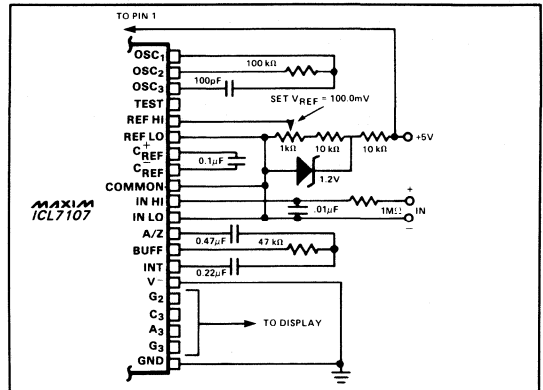 TO PIN 1
OSC1
OSC2
OSC3
TEST
REF HI
REF LO
C+REF
C-REF
COMMON
IN HI
IN LO
A/Z
BUFF
INT
V-
G2
C3
A3
G3
GND
MAXIM
ICL7107
100 kΩ
100pF
SET VREF = 100.0mV
1kΩ
10 kΩ
10 kΩ
+5V
0.1µF
1.2V
.01µF
1MΩ
+
IN
-
0.47µF
47 kΩ
0.22µF
TO DISPLAY